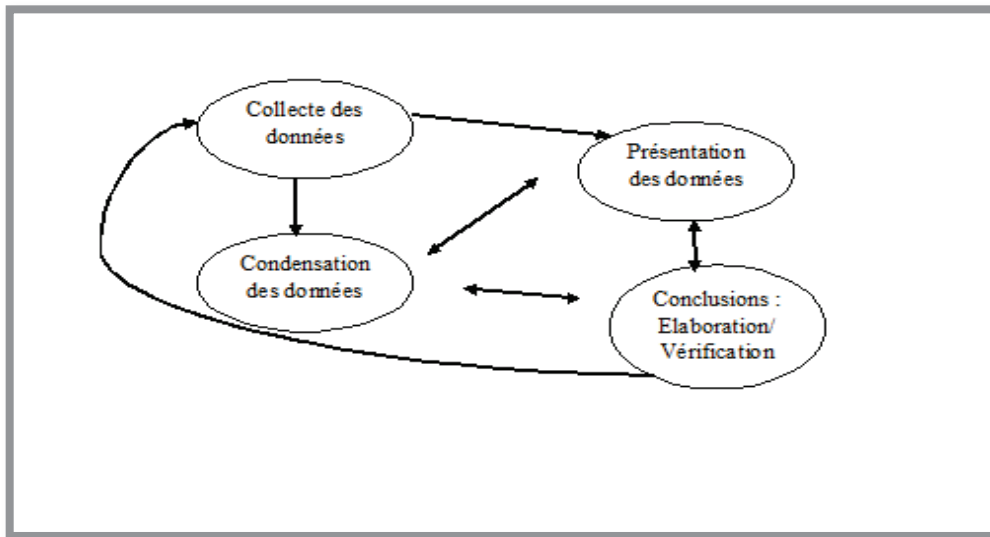 Collecte des
données
Présentation
des données
Condensation
des données
Conclusions :
Elaboration/
Vérification